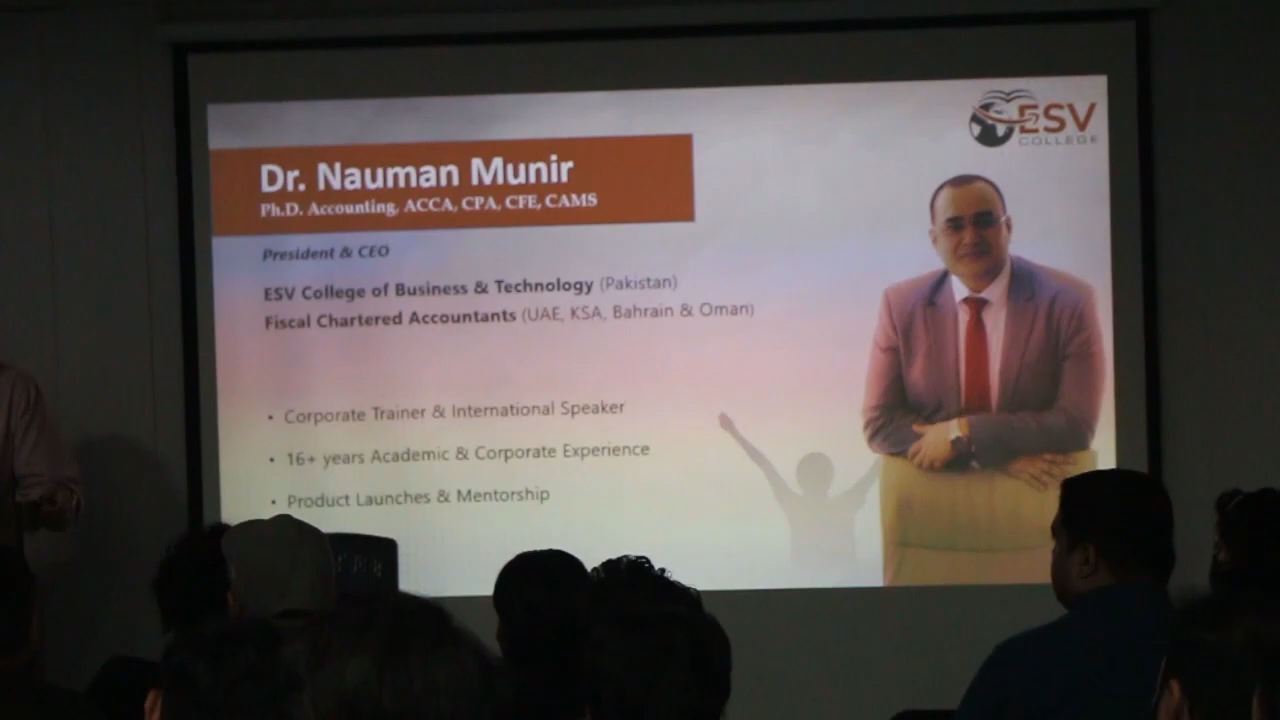 ESV
COLLEGE
Dr. Nauman Munir
Ph.D. Accounting, ACCA, CPA, CFE, CAMS
President & CEO
ESV College of Business & Technology (Pakistan)
Fiscal Chartered Accountants (UAE, KSA, Bahrain & Oman)
• Corporate Trainer & International Speaker
• 16+ years Academic & Corporate Experience
• Product Launches & Mentorship